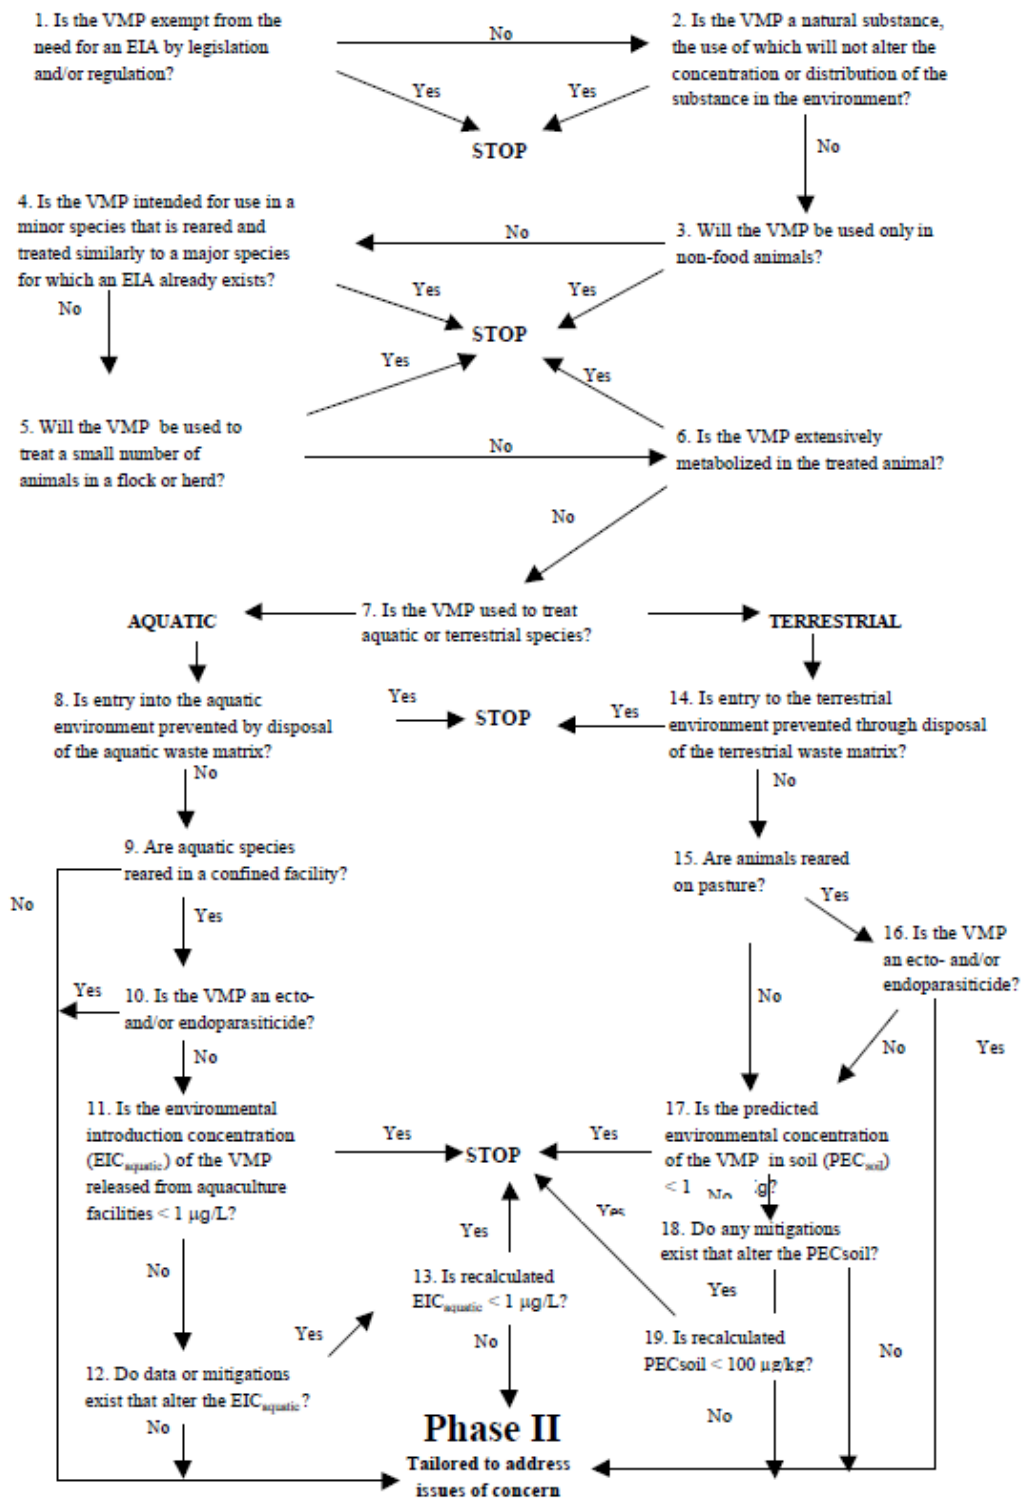 1. Is the VMP exempt from the
need for an EIA by legislation
and/or regulation?
No
2. Is the VMP a natural substance,
the use of which will not alter the
concentration or distribution of the
substance in the environment?
Yes
Yes
STOP
No
4. Is the VMP intended for use in a
minor species that is reared and
treated similarly to a major species
for which an EIA already exists?
No
3. Will the VMP be used only in
non-food animals?
Yes
Yes
No
STOP
Yes
Yes
5. Will the VMP be used to
treat a small number of
animals in a flock or herd?
No
6. Is the VMP extensively
metabolized in the treated animal?
No
AQUATIC
7. Is the VMP used to treat
aquatic or terrestrial species?
TERRESTRIAL
8. Is entry into the aquatic
environment prevented by disposal
of the aquatic waste matrix?
Yes
STOP
Yes
14. Is entry to the terrestrial
environment prevented through disposal
of the terrestrial waste matrix?
No
No
9. Are aquatic species
reared in a confined facility?
15. Are animals reared
on pasture?
No
Yes
Yes
16. Is the VMP
an ecto- and/or
endoparasiticide?
Yes
10. Is the VMP an ecto-
and/or endoparasiticide?
No
No
No
Yes
11. Is the environmental
introduction concentration
(EICaquatic) of the VMP
released from aquaculture
facilities < 1 µg/L?
Yes
STOP
Yes
17. Is the predicted
environmental concentration
of the VMP in soil (PECsoil)
< 1 g?
No
Yes
Yes
18. Do any mitigations
exist that alter the PECsoil?
No
13. Is recalculated
EICaquatic < 1 µg/L?
Yes
Yes
No
19. Is recalculated
PECsoil < 100 µg/kg?
No
12. Do data or mitigations
exist that alter the EICaquatic?
No
No
Phase II
Tailored to address
issues of concern